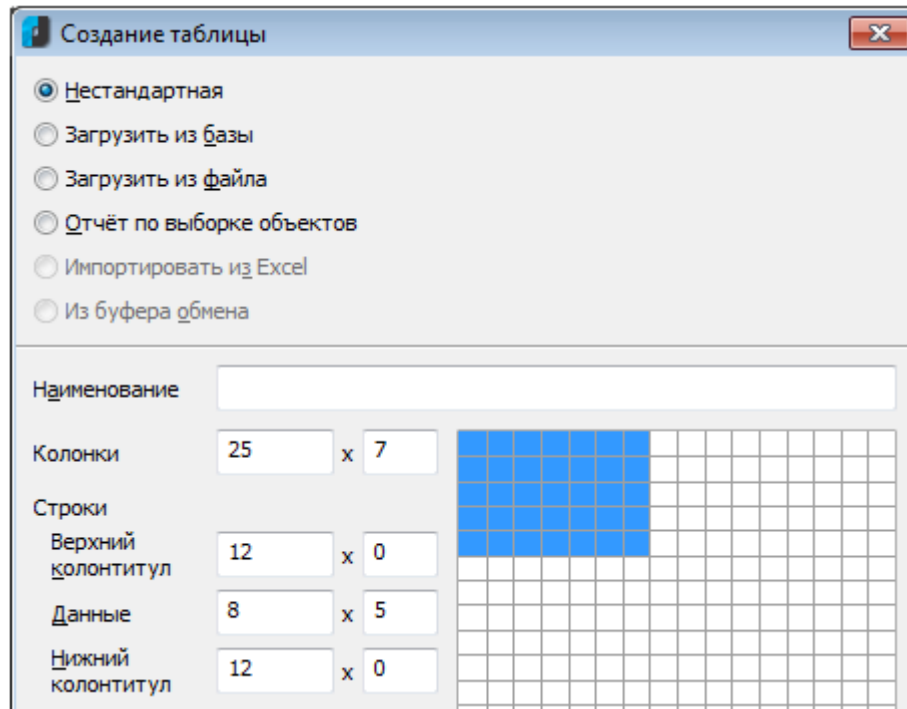 Создание таблицы
Нестандартная
Загрузить из базы
Загрузить из файла
Отчёт по выборке объектов
Импортировать из Excel
Из буфера обмена
Наименование
Колонки 25 x 7
Строки
Верхний
колонтитул 12 x 0
Данные 8 x 5
Нижний
колонтитул 12 x 0